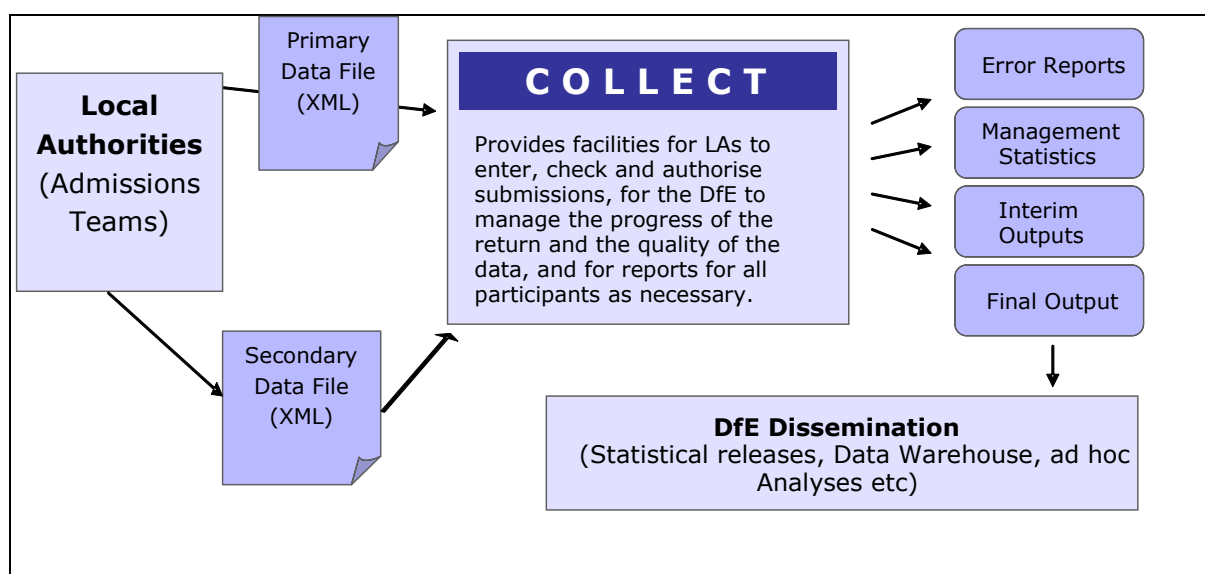 Local
Authorities
(Admissions
Teams)
Primary
Data File
(XML)
Secondary
Data File
(XML)
C O L L E C T
Provides facilities for LAs to
enter, check and authorise
submissions, for the DfE to
manage the progress of the
return and the quality of the
data, and for reports for all
participants as necessary.
Error Reports
Management
Statistics
Interim
Outputs
Final Output
DfE Dissemination
(Statistical releases, Data Warehouse, ad hoc
Analyses etc)